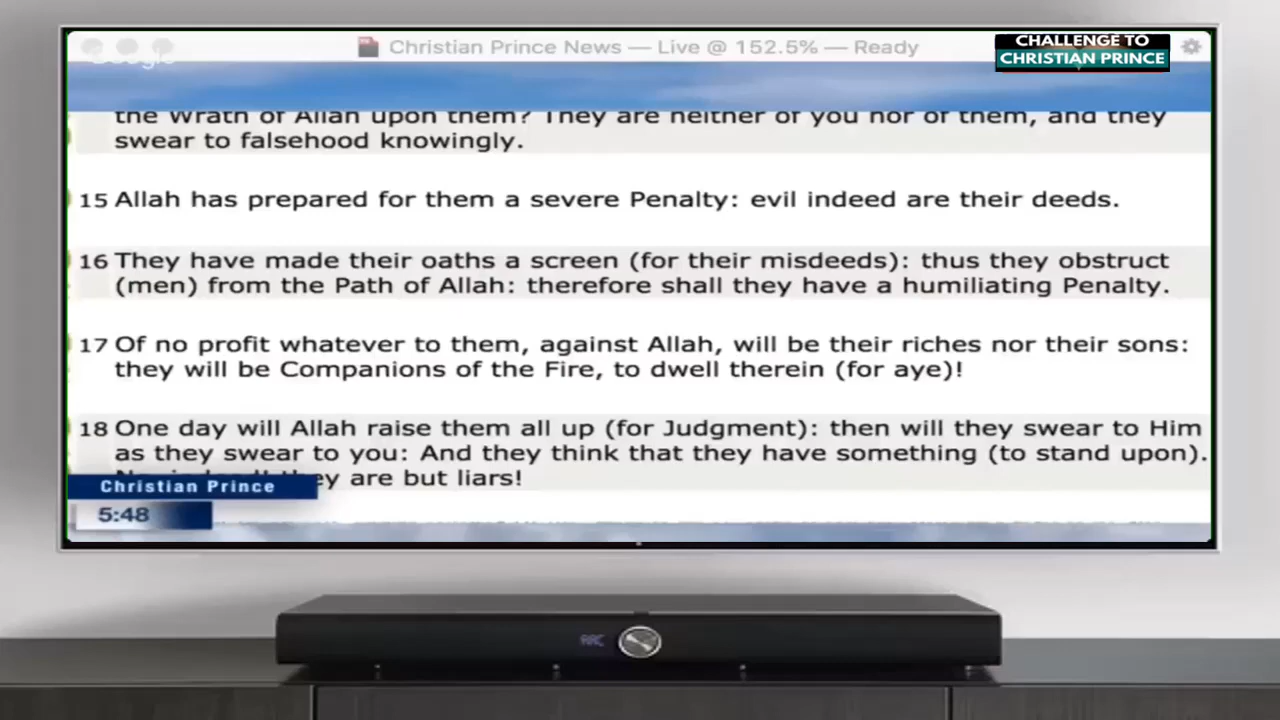 Christian Prince News — Live @ 152.5% — Ready
CHALLENGE TO
CHRISTIAN PRINCE
Google
the Wrath of Allah upon them? They are neither of you nor of them, and they
swear to falsehood knowingly.
15 Allah has prepared for them a severe Penalty: evil indeed are their deeds.
16 They have made their oaths a screen (for their misdeeds): thus they obstruct
(men) from the Path of Allah: therefore shall they have a humiliating Penalty.
17 Of no profit whatever to them, against Allah, will be their riches nor their sons:
they will be Companions of the Fire, to dwell therein (for aye)!
18 One day will Allah raise them all up (for Judgment): then will they swear to Him
as they swear to you: And they think that they have something (to stand upon).
are but liars!
Christian Prince
5:48